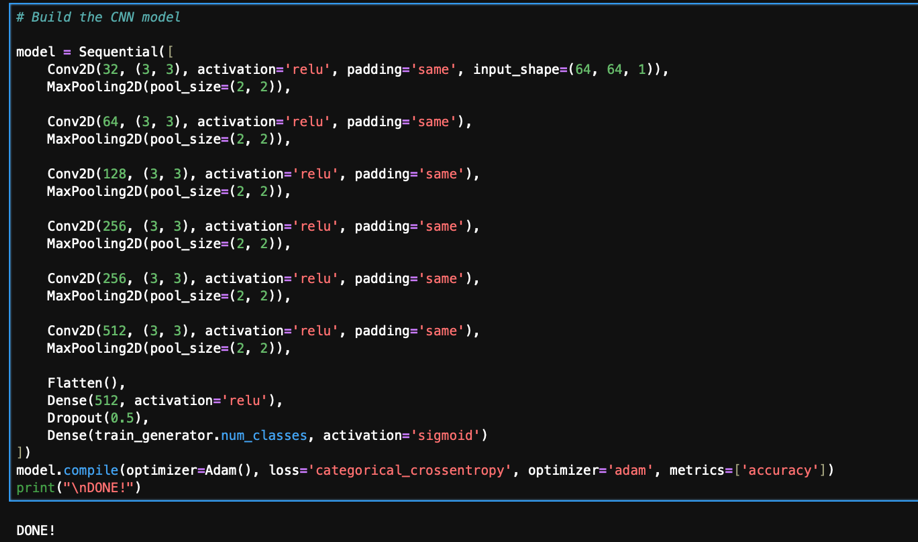 # Build the CNN model
model = Sequential([
    Conv2D(32, (3, 3), activation='relu', padding='same', input_shape=(64, 64, 1)),
    MaxPooling2D(pool_size=(2, 2)),
    Conv2D(64, (3, 3), activation='relu', padding='same'),
    MaxPooling2D(pool_size=(2, 2)),
    Conv2D(128, (3, 3), activation='relu', padding='same'),
    MaxPooling2D(pool_size=(2, 2)),
    Conv2D(256, (3, 3), activation='relu', padding='same'),
    MaxPooling2D(pool_size=(2, 2)),
    Conv2D(256, (3, 3), activation='relu', padding='same'),
    MaxPooling2D(pool_size=(2, 2)),
    Conv2D(512, (3, 3), activation='relu', padding='same'),
    MaxPooling2D(pool_size=(2, 2)),
    Flatten(),
    Dense(512, activation='relu'),
    Dropout(0.5),
    Dense(train_generator.num_classes, activation='sigmoid')
])
model.compile(optimizer=Adam(), loss='categorical_crossentropy', optimizer='adam', metrics=['accuracy'])
print("\nDONE!")
DONE!